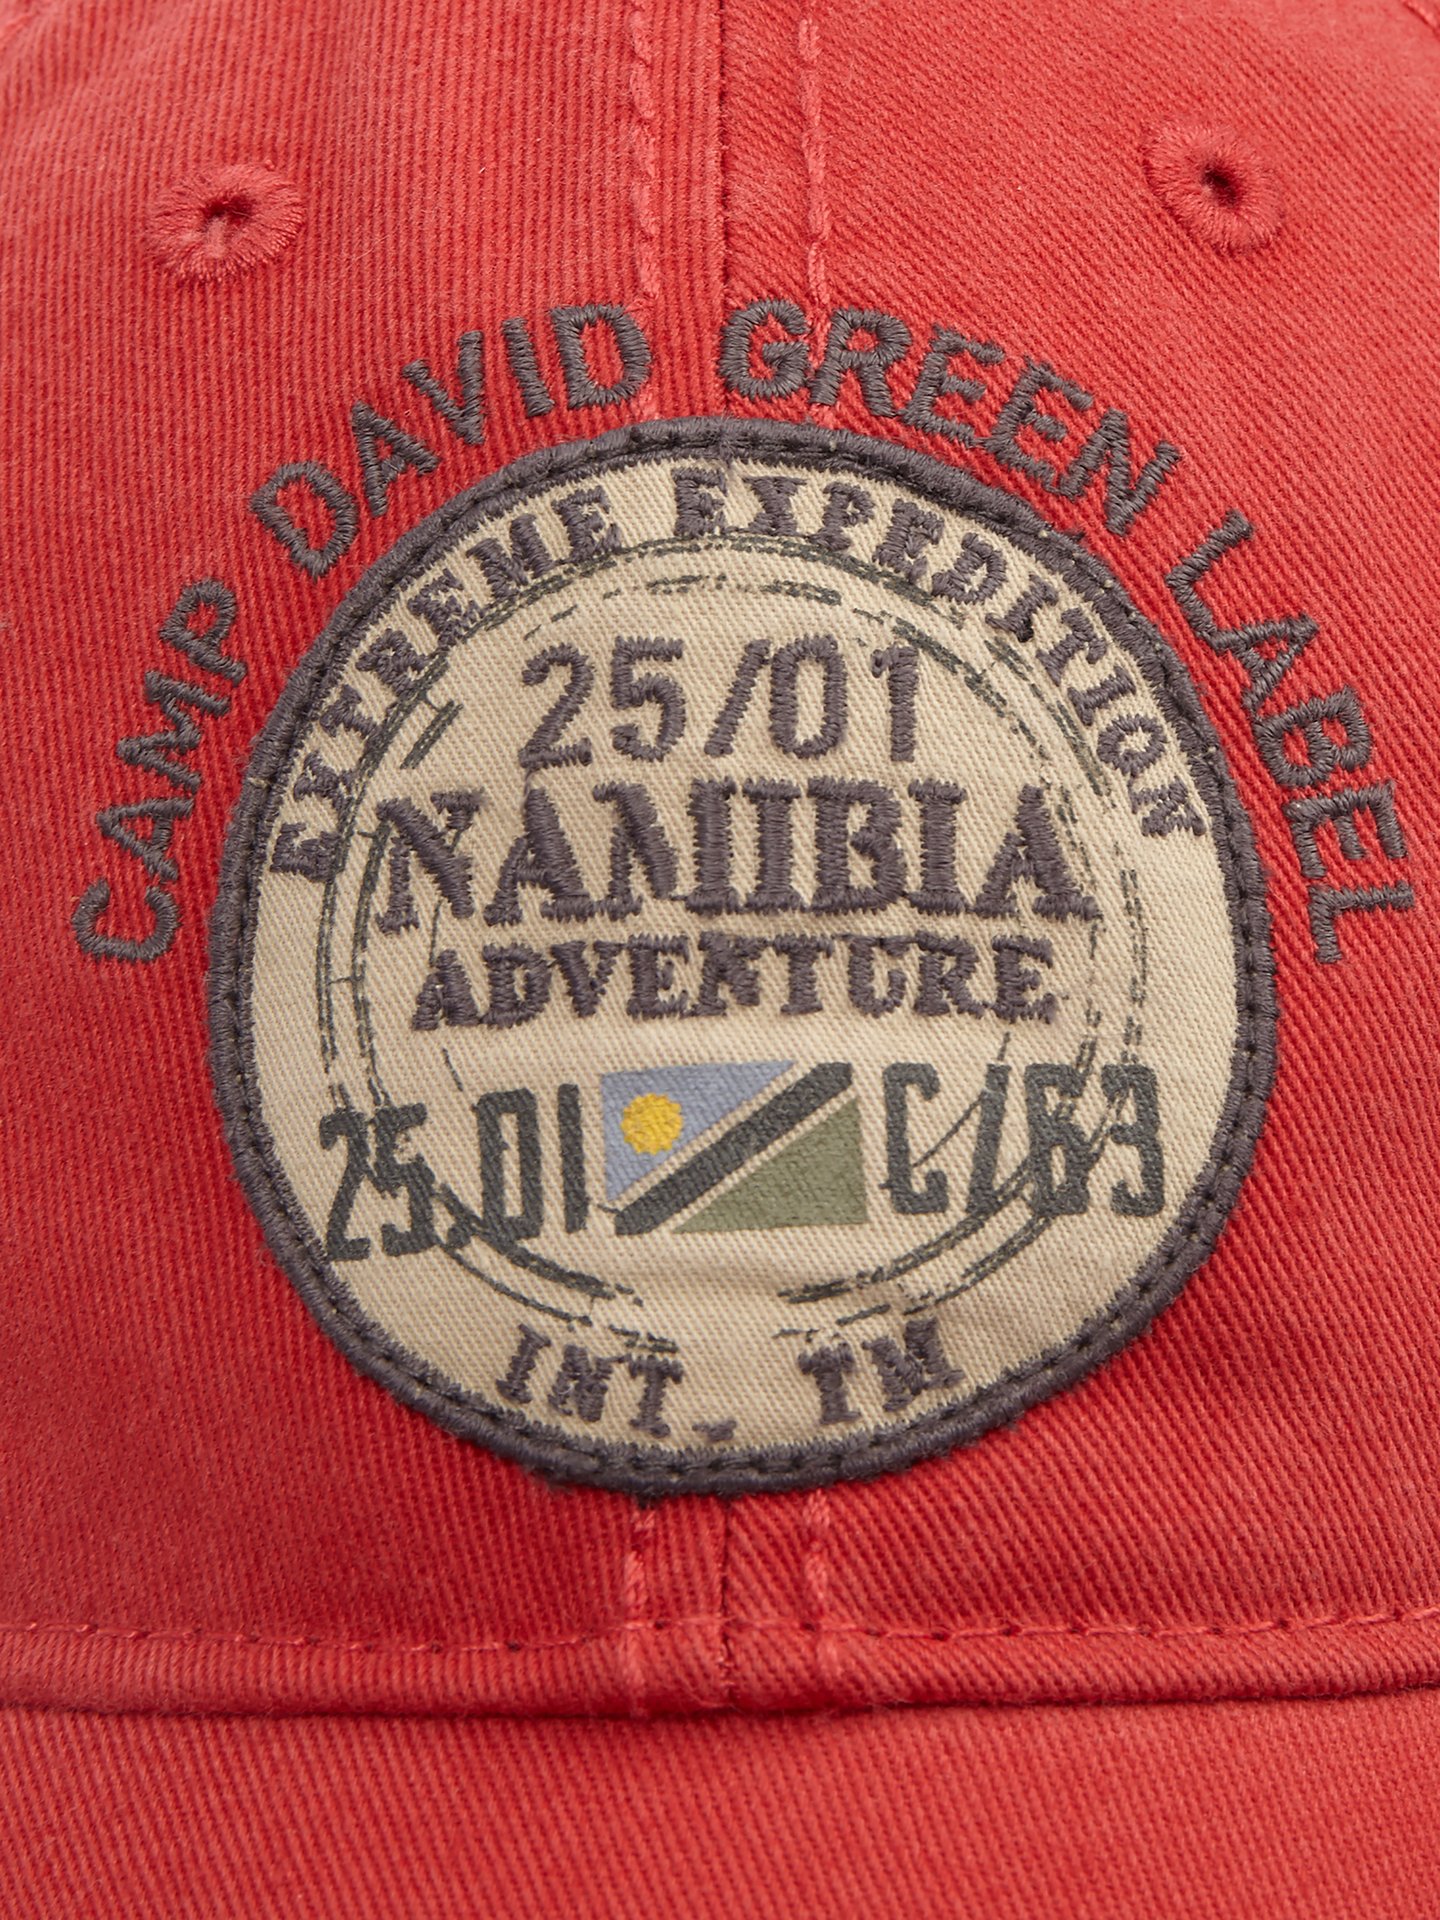 CAMP DAVID GREEN LABEL
EXTREME EXPEDITION
25/01
NAMIBIA
ADVENTURE
25.01 C/63
INT. TM